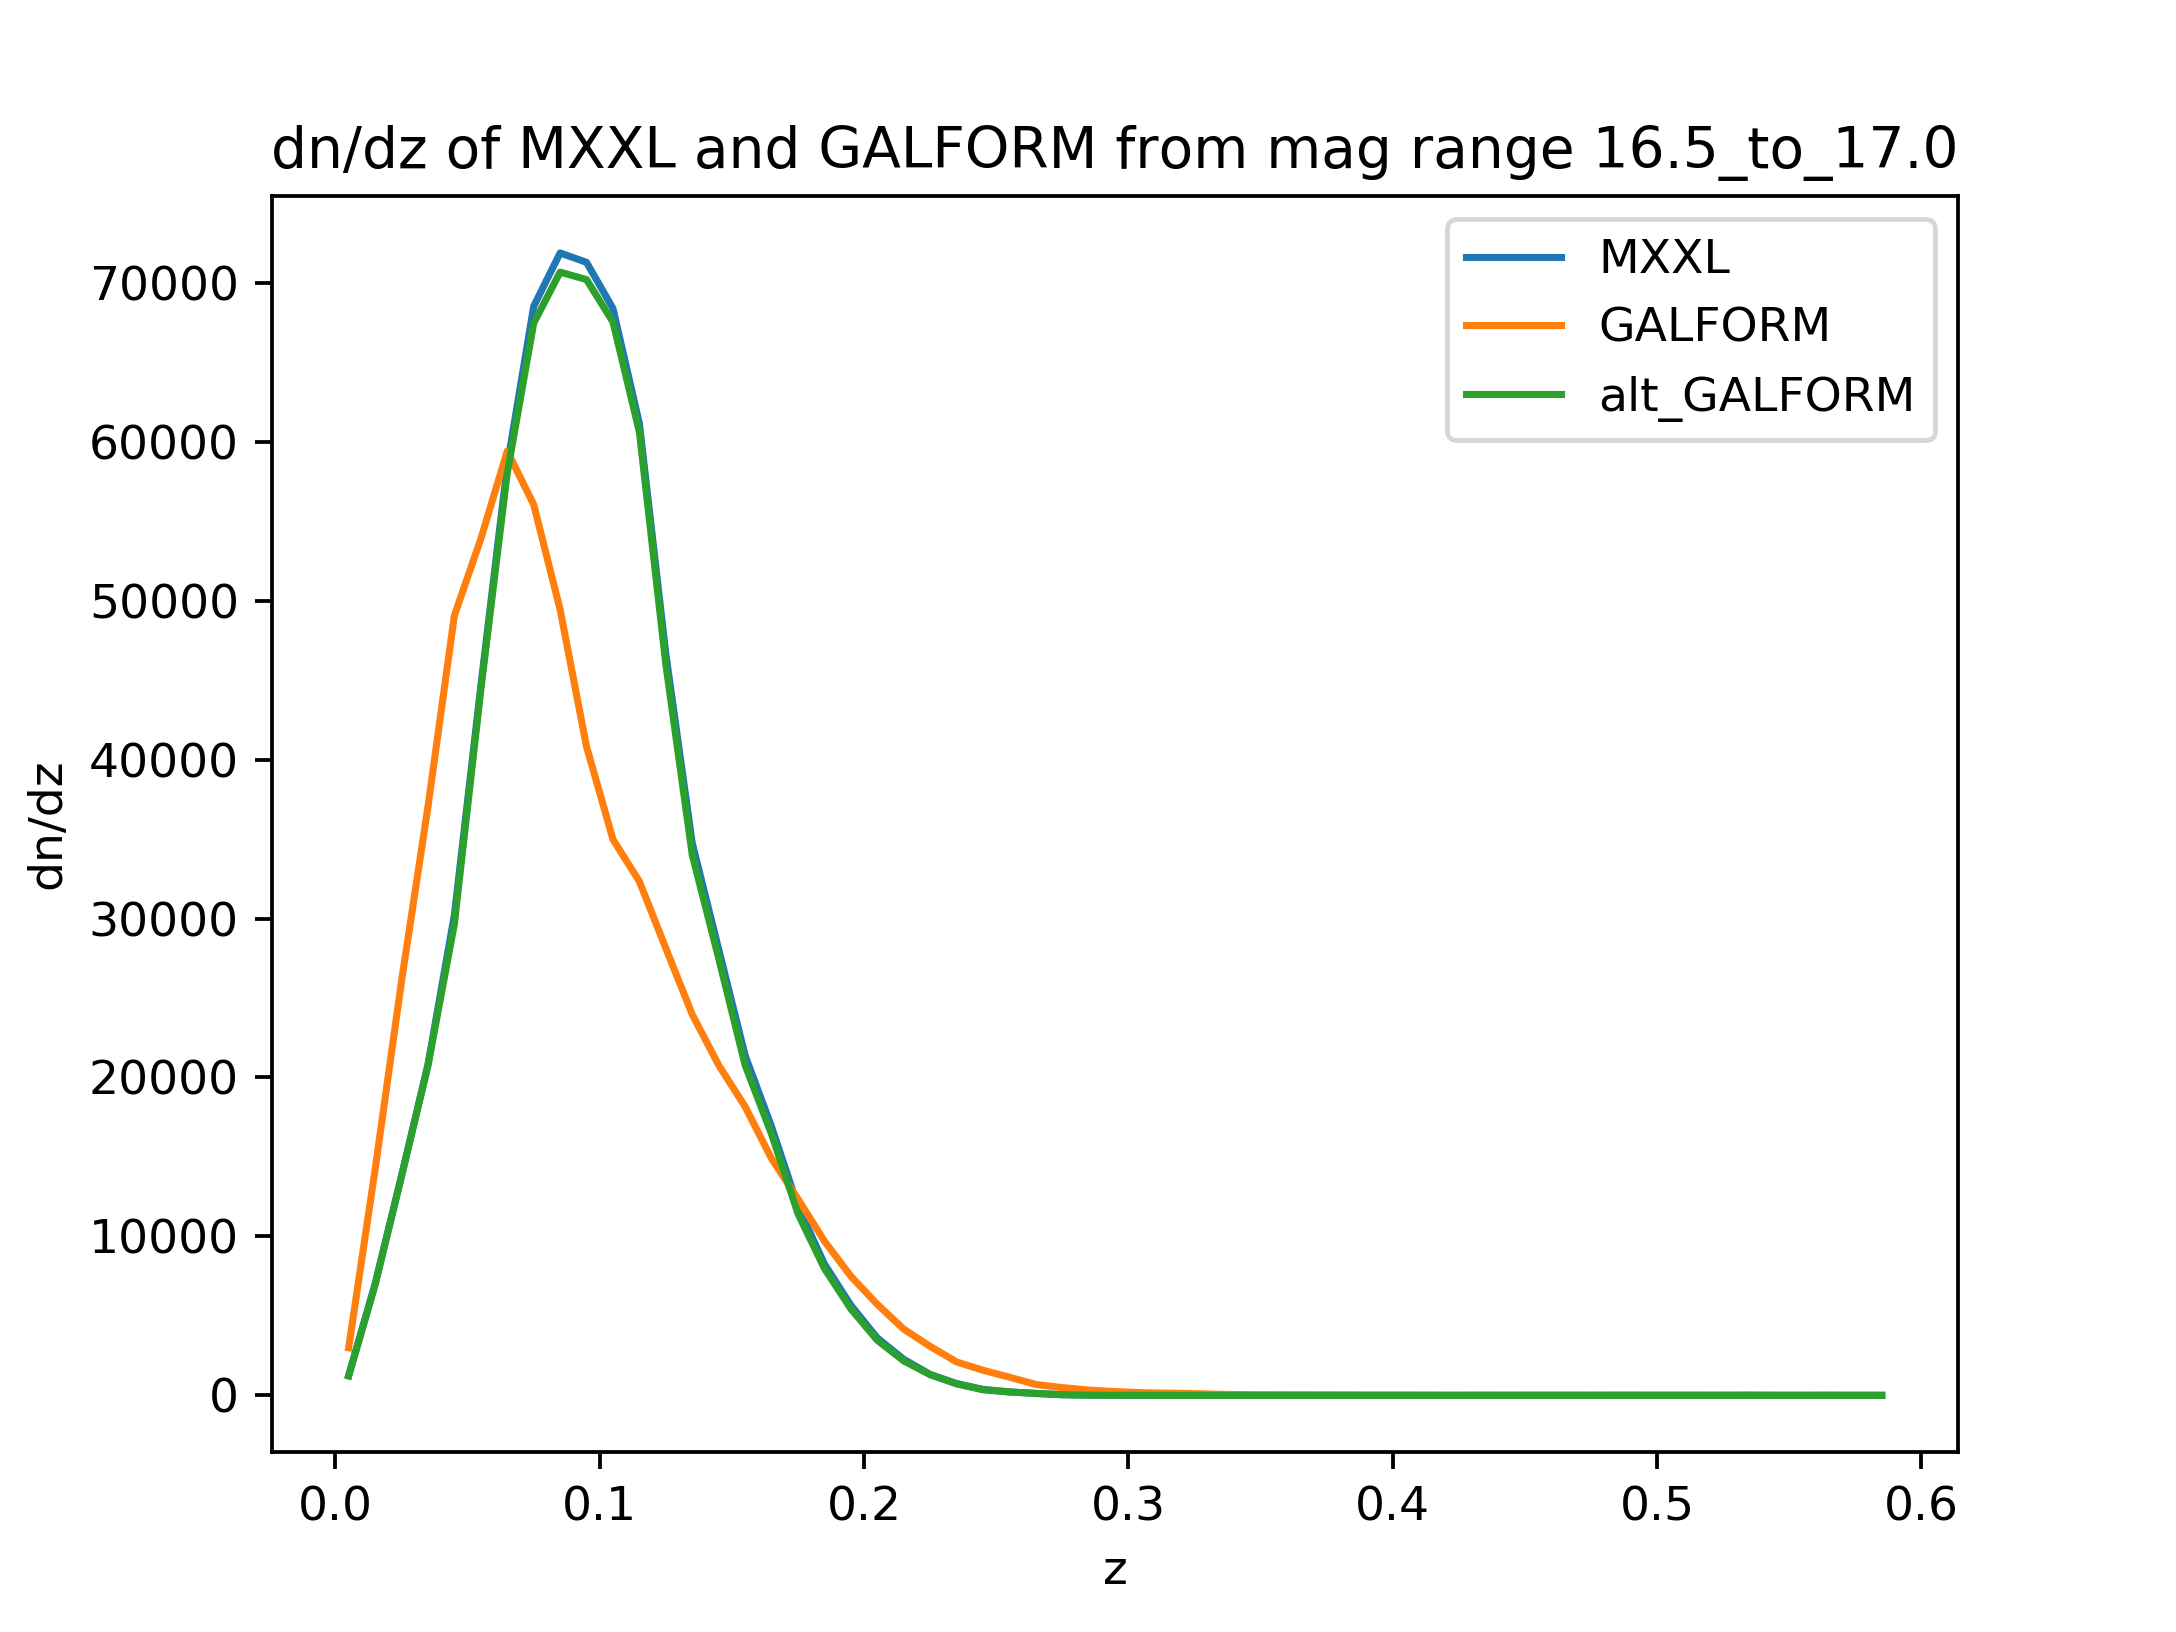 dn/dz of MXXL and GALFORM from mag range 16.5_to_17.0
MXXL
GALFORM
alt_GALFORM
dn/dz
70000
60000
50000
40000
30000
20000
10000
0
0.0 0.1 0.2 0.3 0.4 0.5 0.6
z